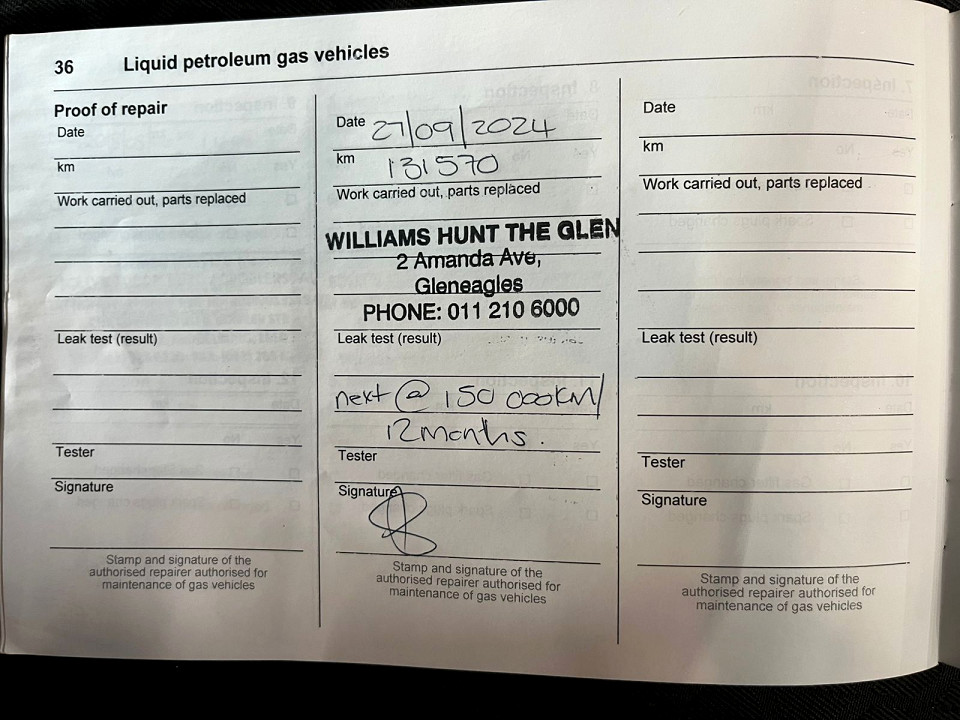 36 Liquid petroleum gas vehicles
Proof of repair
Date
km
Work carried out, parts replaced
Leak test (result)
Tester
Signature
Stamp and signature of the
authorised repairer authorised for
maintenance of gas vehicles
Date 27/09/2024
km 131570
Work carried out, parts replaced
WILLIAMS HUNT THE GLEN
2 Amanda Ave,
Gleneagles
PHONE: 011 210 6000
Leak test (result)
next @ 150 000KM/
12months.
Tester
Signature
Stamp and signature of the
authorised repairer authorised for
maintenance of gas vehicles
Date
km
Work carried out, parts replaced
Leak test (result)
Tester
Signature
Stamp and signature of the
authorised repairer authorised for
maintenance of gas vehicles